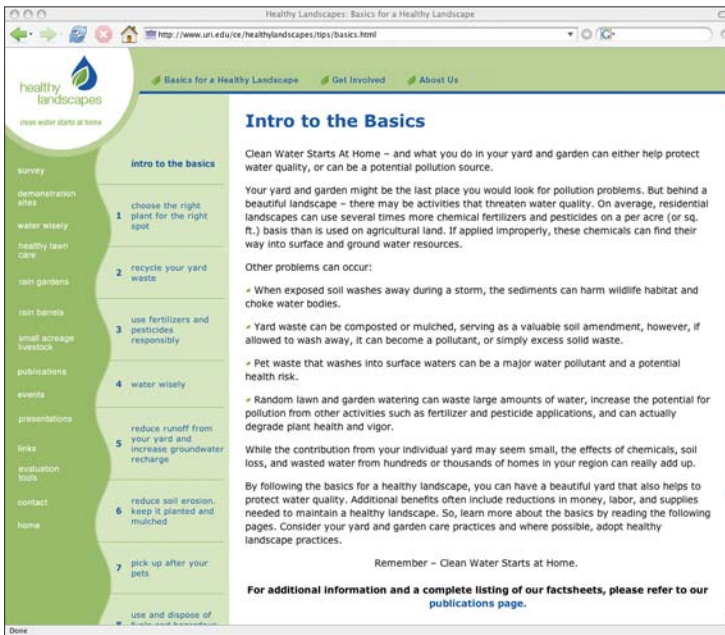 Healthy Landscapes: Basics for a Healthy Landscape
http://www.uri.edu/ce/healthylandscapes/tips/basics.html
healthy
landscapes
clean water starts at home
Basics for a Healthy Landscape
Get Involved
About Us
survey
demonstration
sites
water wisely
healthy lawn
care
rain gardens
rain barrels
small acreage
livestock
publications
events
presentations
links
evaluation
tools
contact
home
intro to the basics
1 choose the right
plant for the right
spot
2 recycle your yard
waste
3 use fertilizers and
pesticides
responsibly
4 water wisely
5 reduce runoff from
your yard and
increase groundwater
recharge
6 reduce soil erosion.
keep it planted and
mulched
7 pick up after your
pets
use and dispose of
Intro to the Basics
Clean Water Starts At Home – and what you do in your yard and garden can either help protect
water quality, or can be a potential pollution source.
Your yard and garden might be the last place you would look for pollution problems. But behind a
beautiful landscape – there may be activities that threaten water quality. On average, residential
landscapes can use several times more chemical fertilizers and pesticides on a per acre (or sq.
ft.) basis than is used on agricultural land. If applied improperly, these chemicals can find their
way into surface and ground water resources.
Other problems can occur:
When exposed soil washes away during a storm, the sediments can harm wildlife habitat and
choke water bodies.
Yard waste can be composted or mulched, serving as a valuable soil amendment, however, if
allowed to wash away, it can become a pollutant, or simply excess solid waste.
Pet waste that washes into surface waters can be a major water pollutant and a potential
health risk.
Random lawn and garden watering can waste large amounts of water, increase the potential for
pollution from other activities such as fertilizer and pesticide applications, and can actually
degrade plant health and vigor.
While the contribution from your individual yard may seem small, the effects of chemicals, soil
loss, and wasted water from hundreds or thousands of homes in your region can really add up.
By following the basics for a healthy landscape, you can have a beautiful yard that also helps to
protect water quality. Additional benefits often include reductions in money, labor, and supplies
needed to maintain a healthy landscape. So, learn more about the basics by reading the following
pages. Consider your yard and garden care practices and where possible, adopt healthy
landscape practices.
Remember – Clean Water Starts at Home.
For additional information and a complete listing of our factsheets, please refer to our
publications page.
Done